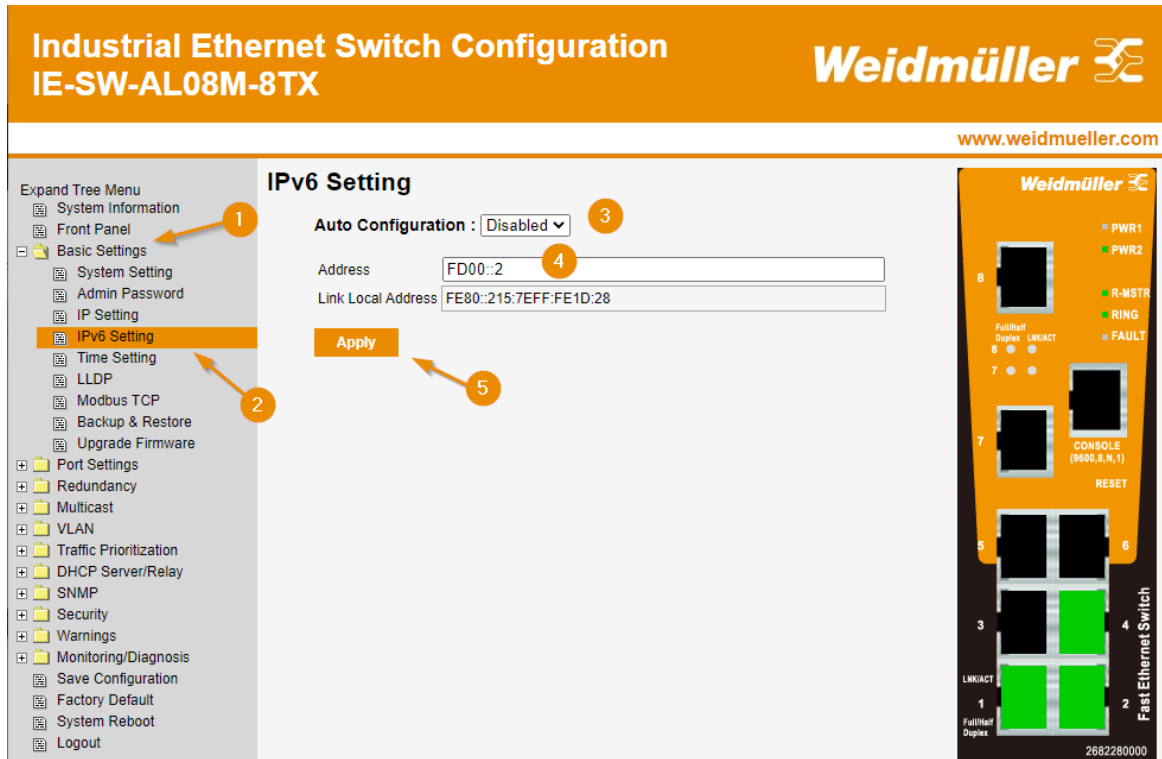 Industrial Ethernet Switch Configuration
IE-SW-AL08M-8TX
Weidmüller
www.weidmueller.com
Expand Tree Menu
System Information
Front Panel
Basic Settings
System Setting
Admin Password
IP Setting
IPv6 Setting
Time Setting
LLDP
Modbus TCP
Backup & Restore
Upgrade Firmware
Port Settings
Redundancy
Multicast
VLAN
Traffic Prioritization
DHCP Server/Relay
SNMP
Security
Warnings
Monitoring/Diagnosis
Save Configuration
Factory Default
System Reboot
Logout
1
2
IPv6 Setting
Auto Configuration : Disabled
3
4
Address FD00::2
Link Local Address FE80::215:7EFF:FE1D:28
Apply
5
Weidmüller
PWR1
PWR2
8
R-MSTR
RING
FAULT
Full/Half
Duplex LNK/ACT
8
7
7
CONSOLE
(9600,8,N,1)
RESET
5 6
3 4
LNK/ACT
1 2
Full/Half
Duplex
Fast Ethernet Switch
2682280000